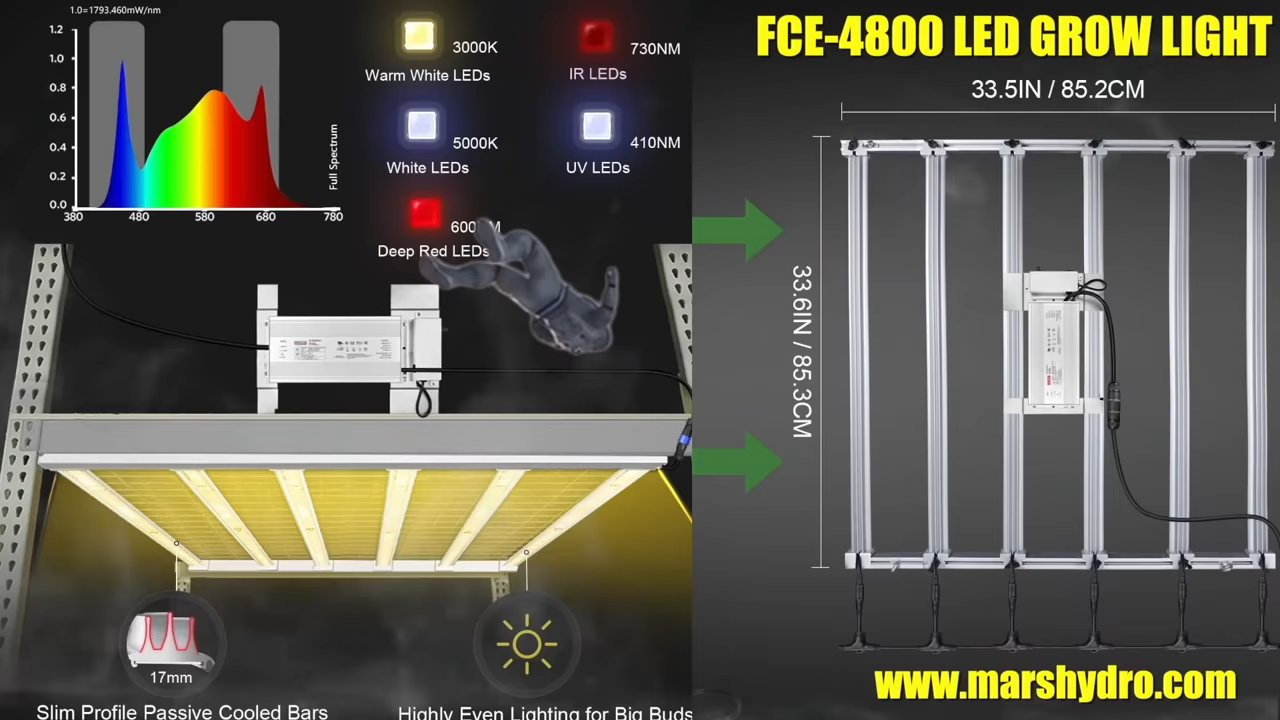 1.0=1793.460mW/nm
1.2
1.0
0.8
0.6
0.4
0.2
0.0
380
480
580
680
780
Full Spectrum
3000K
Warm White LEDs
730NM
IR LEDs
5000K
White LEDs
410NM
UV LEDs
Deep Red LEDs
17mm
Slim Profile Passive Cooled Bars
Highly Even Lighting for Big Buds
FCE-4800 LED GROW LIGHT
33.5IN / 85.2CM
33.6IN / 85.3CM
www.marshydro.com